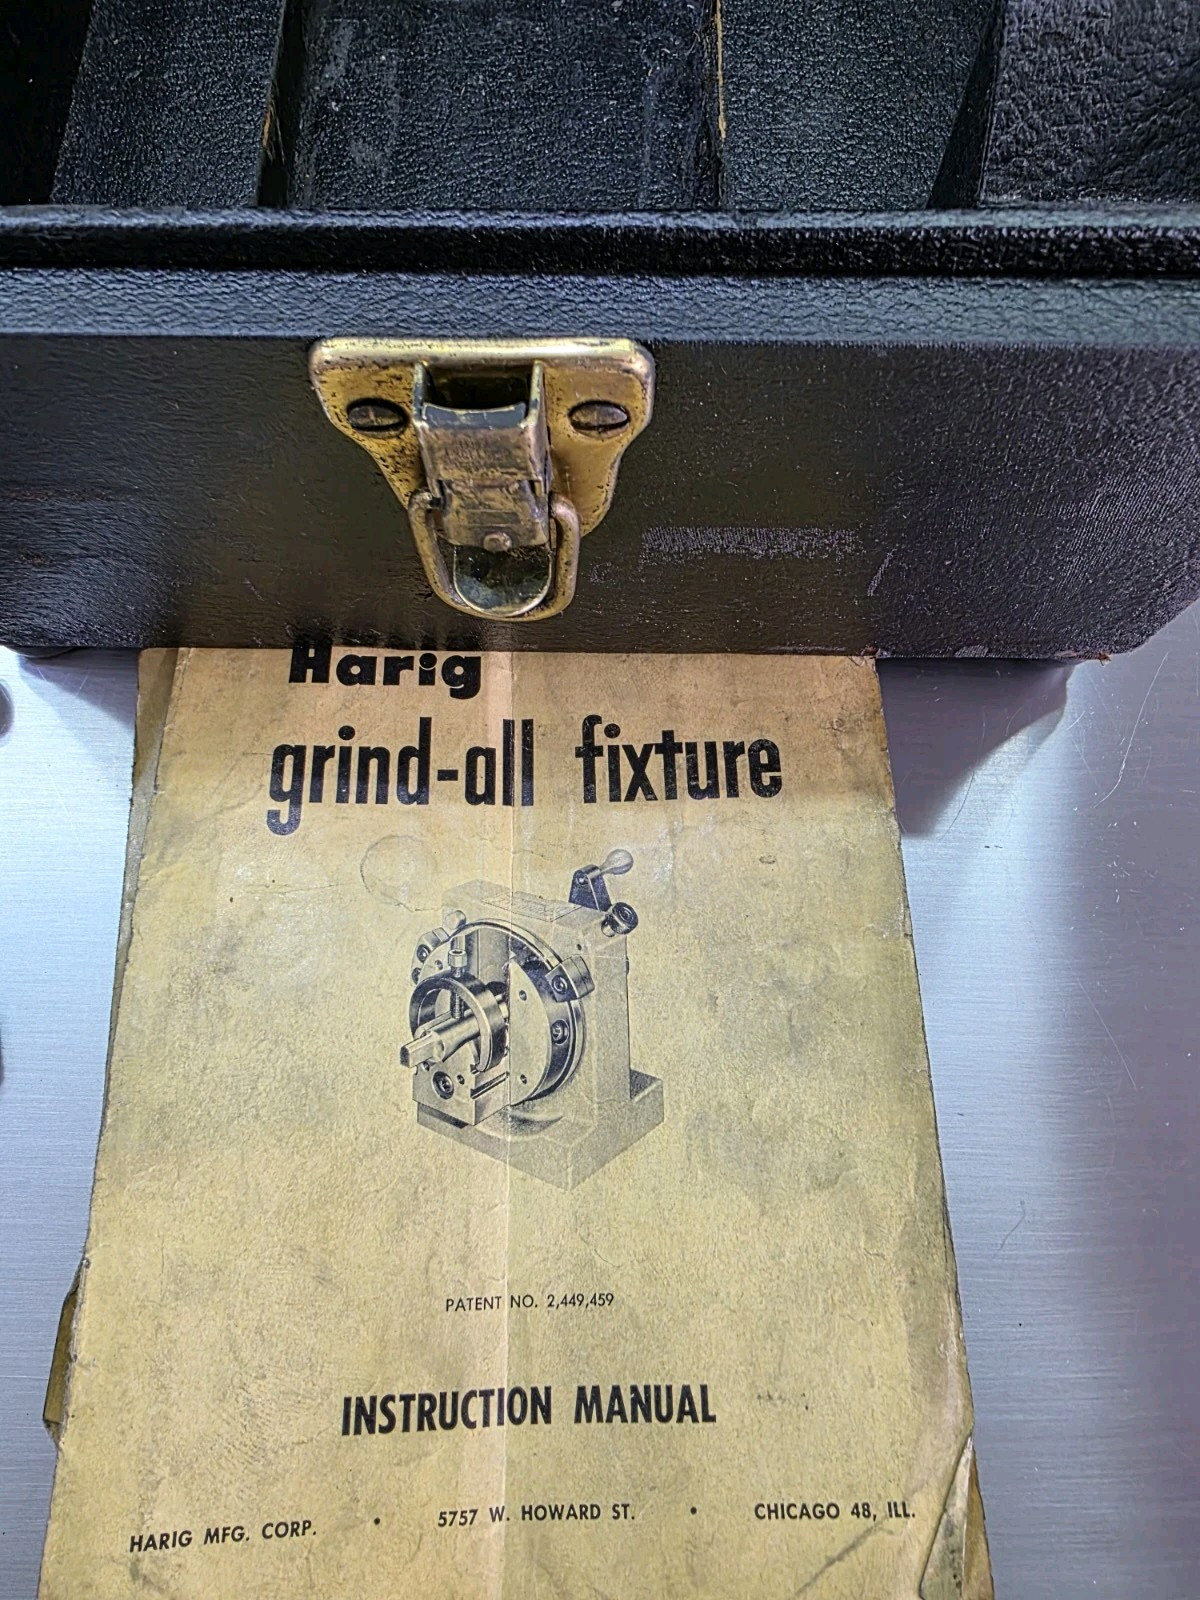 Harig
grind-all fixture
PATENT NO. 2,449,459
INSTRUCTION MANUAL
HARIG MFG. CORP. • 5757 W. HOWARD ST. • CHICAGO 48, ILL.